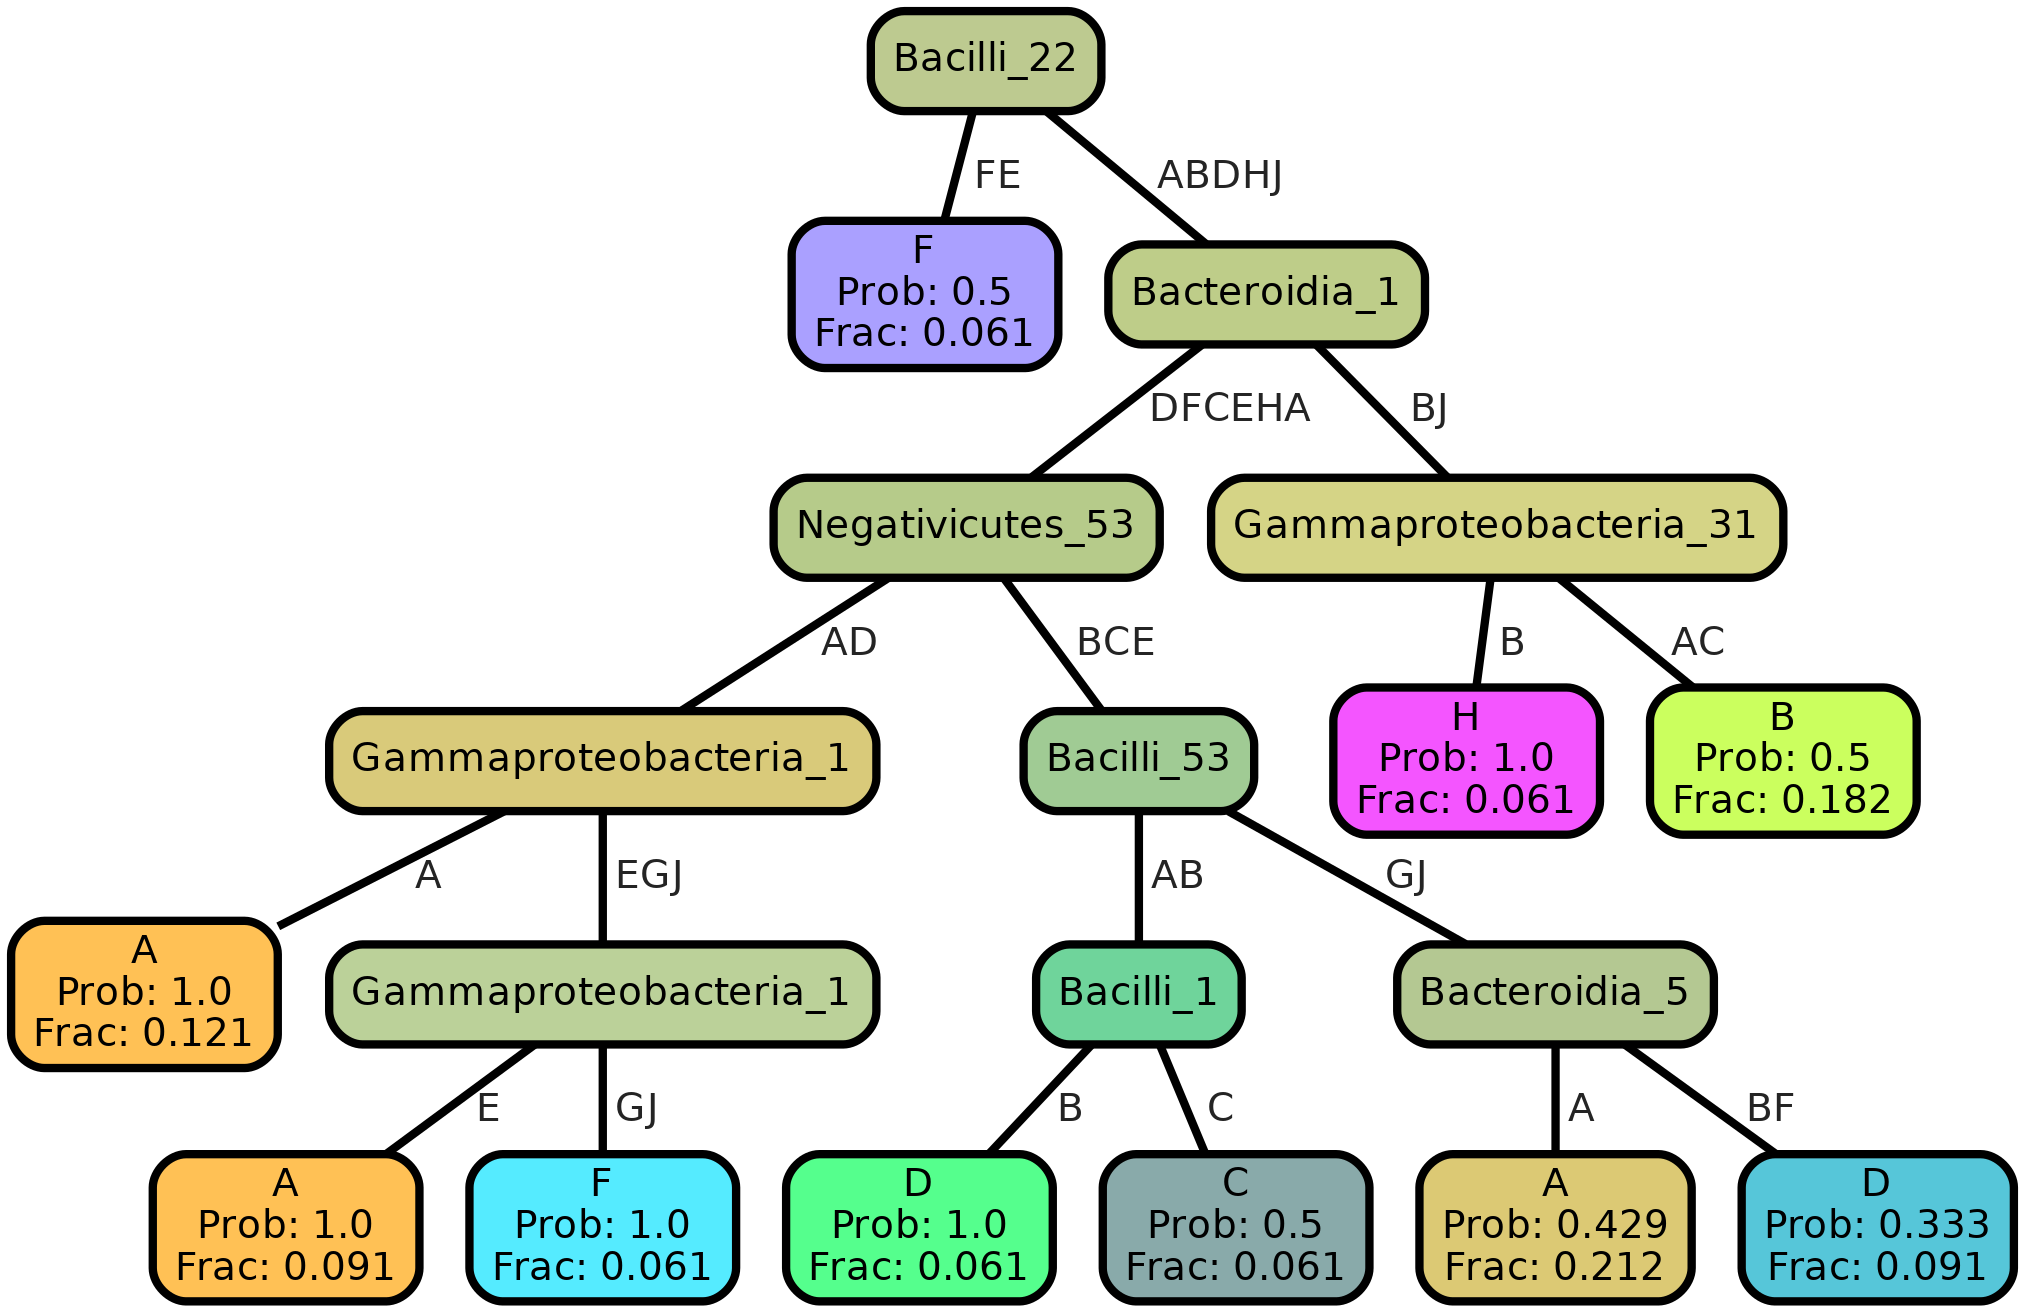 Bacilli_22
FE
ABDHJ
F
Prob: 0.5
Frac: 0.061
Bacteroidia_1
DFCEHA
BJ
Negativicutes_53
Gammaproteobacteria_31
AD
BCE
B
AC
Gammaproteobacteria_1
Bacilli_53
H
Prob: 1.0
Frac: 0.061
B
Prob: 0.5
Frac: 0.182
A
EGJ
AB
GJ
A
Prob: 1.0
Frac: 0.121
Gammaproteobacteria_1
Bacilli_1
Bacteroidia_5
E
GJ
B
C
A
BF
A
Prob: 1.0
Frac: 0.091
F
Prob: 1.0
Frac: 0.061
D
Prob: 1.0
Frac: 0.061
C
Prob: 0.5
Frac: 0.061
A
Prob: 0.429
Frac: 0.212
D
Prob: 0.333
Frac: 0.091